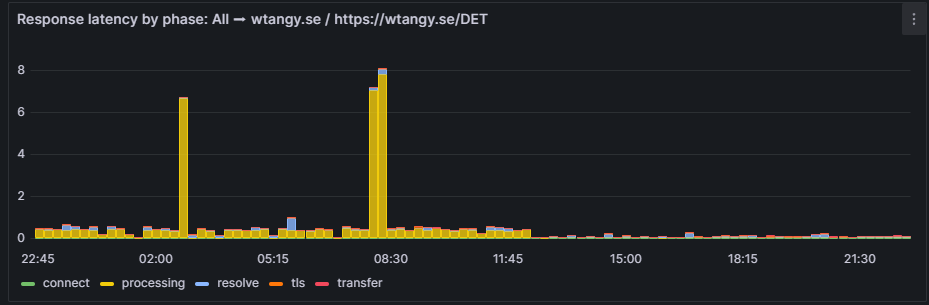 Response latency by phase: All → wtangy.se / https://wtangy.se/DET
8
6
4
2
0
22:45 02:00 05:15 08:30 11:45 15:00 18:15 21:30
connect processing resolve tls transfer